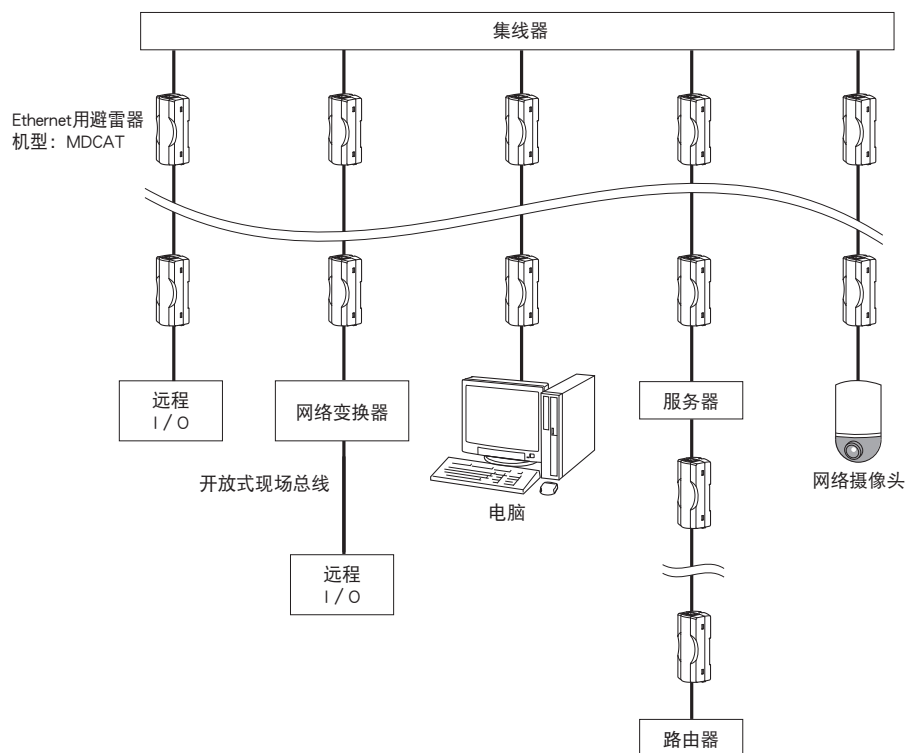 集线器
Ethernet用避雷器
机型：MDCAT
远程
I／O
网络变换器
服务器
开放式现场总线
电脑
网络摄像头
远程
I／O
路由器